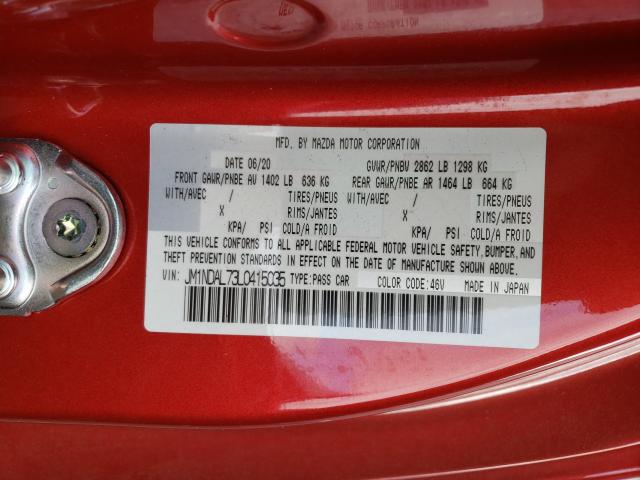 MFD. BY MAZDA MOTOR CORPORATION
DATE 06/20 GVWR/PNBV 2862 LB 1298 KG
FRONT GAWR/PNBE AV 1402 LB 636 KG REAR GAWR/PNBE AR 1464 LB 664 KG
WITH/AVEC / TIRES/PNEUS WITH/AVEC / TIRES/PNEUS
X RIMS/JANTES X RIMS/JANTES
KPA/ PSI COLD/A FROID KPA/ PSI COLD/A FROID
THIS VEHICLE CONFORMS TO ALL APPLICABLE FEDERAL MOTOR VEHICLE SAFETY, BUMPER, AND
THEFT PREVENTION STANDARDS IN EFFECT ON THE DATE OF MANUFACTURE SHOWN ABOVE.
VIN: JM1NDAL73L0415035 TYPE:PASS CAR COLOR CODE:46V MADE IN JAPAN